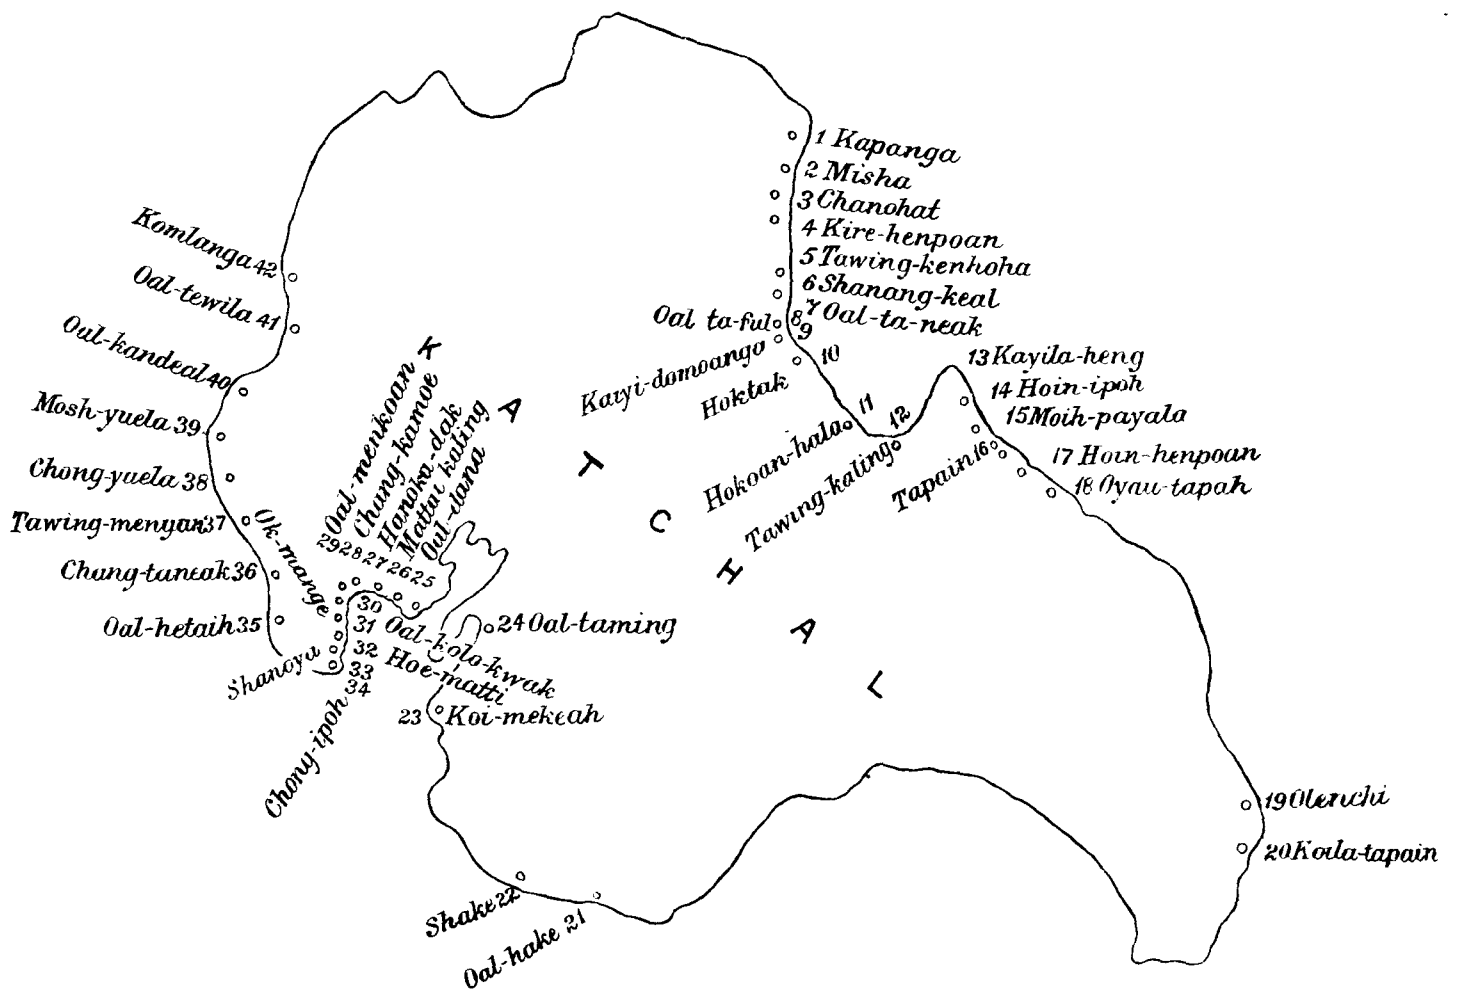 1 Kapanga
2 Misha
3 Chanohat
4 Kire-henpoan
5 Tawing-kenhoha
6 Shanang-keal
7 Oal-ta-neak
Oal ta-ful 8
Kaiyi-domoanga 9
Hoktak 10
Hokoan-hala 11
Tawing-kaling 12
13 Kayila-heng
14 Hoin-ipoh
15 Moih-payala
Tapain 16
17 Hoin-henpoan
18 Oyau-tapah
19 Olenchi
20 Koila-tapain
Oal-hake 21
Shake 22
23 Koi-mekeah
24 Oal-taming
25 Oal-dana
26 Mattai kaling
27 Hanoka-dak
28 Chang-kamoe
29 Oal-menkoan
Ok-mange 30
31 Oal-kolo-kwak
32 Hoe-matti
Shanoya 33
Chong-ipoh 34
Oal-hetaih 35
Chang-taneak 36
Tawing-menyan 37
Chong-yuela 38
Mosh-yuela 39
Oul-kandeal 40
Oal-tewila 41
Komlanga 42
KATCHAL